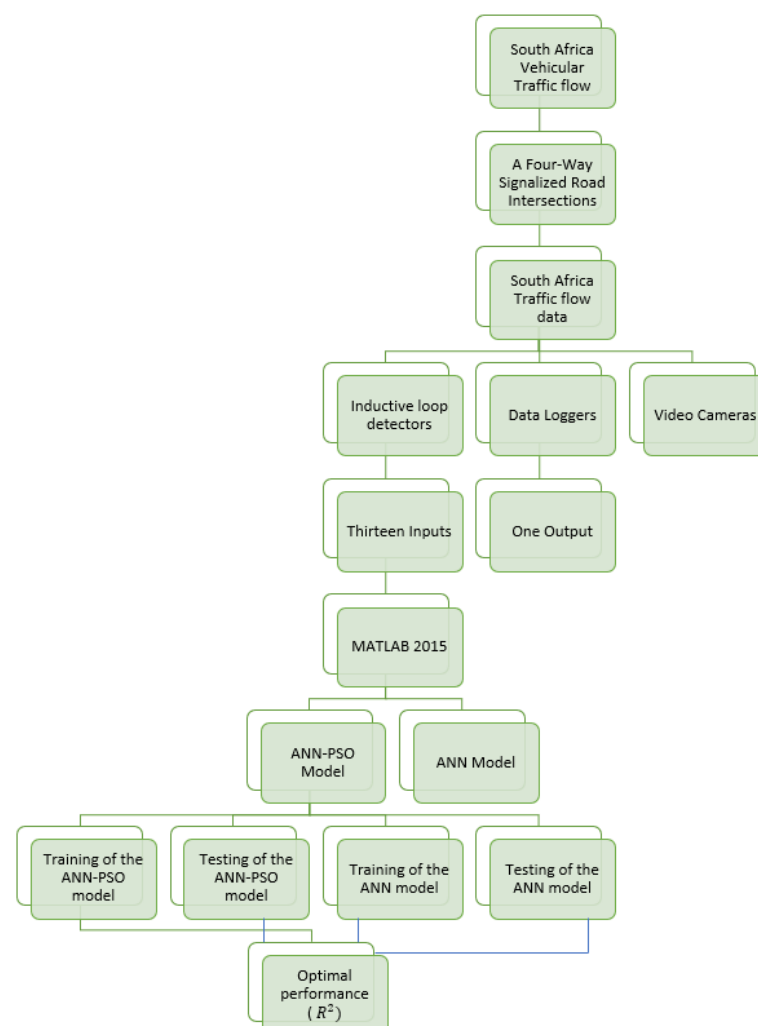 South Africa
Vehicular
Traffic flow
A Four-Way
Signalized Road
Intersections
South Africa
Traffic flow
data
Inductive loop
detectors
Data Loggers
Video Cameras
Thirteen Inputs
One Output
MATLAB 2015
ANN-PSO
Model
ANN Model
Training of the
ANN-PSO
model
Testing of the
ANN-PSO
model
Training of the
ANN model
Testing of the
ANN model
Optimal
performance
( R²)